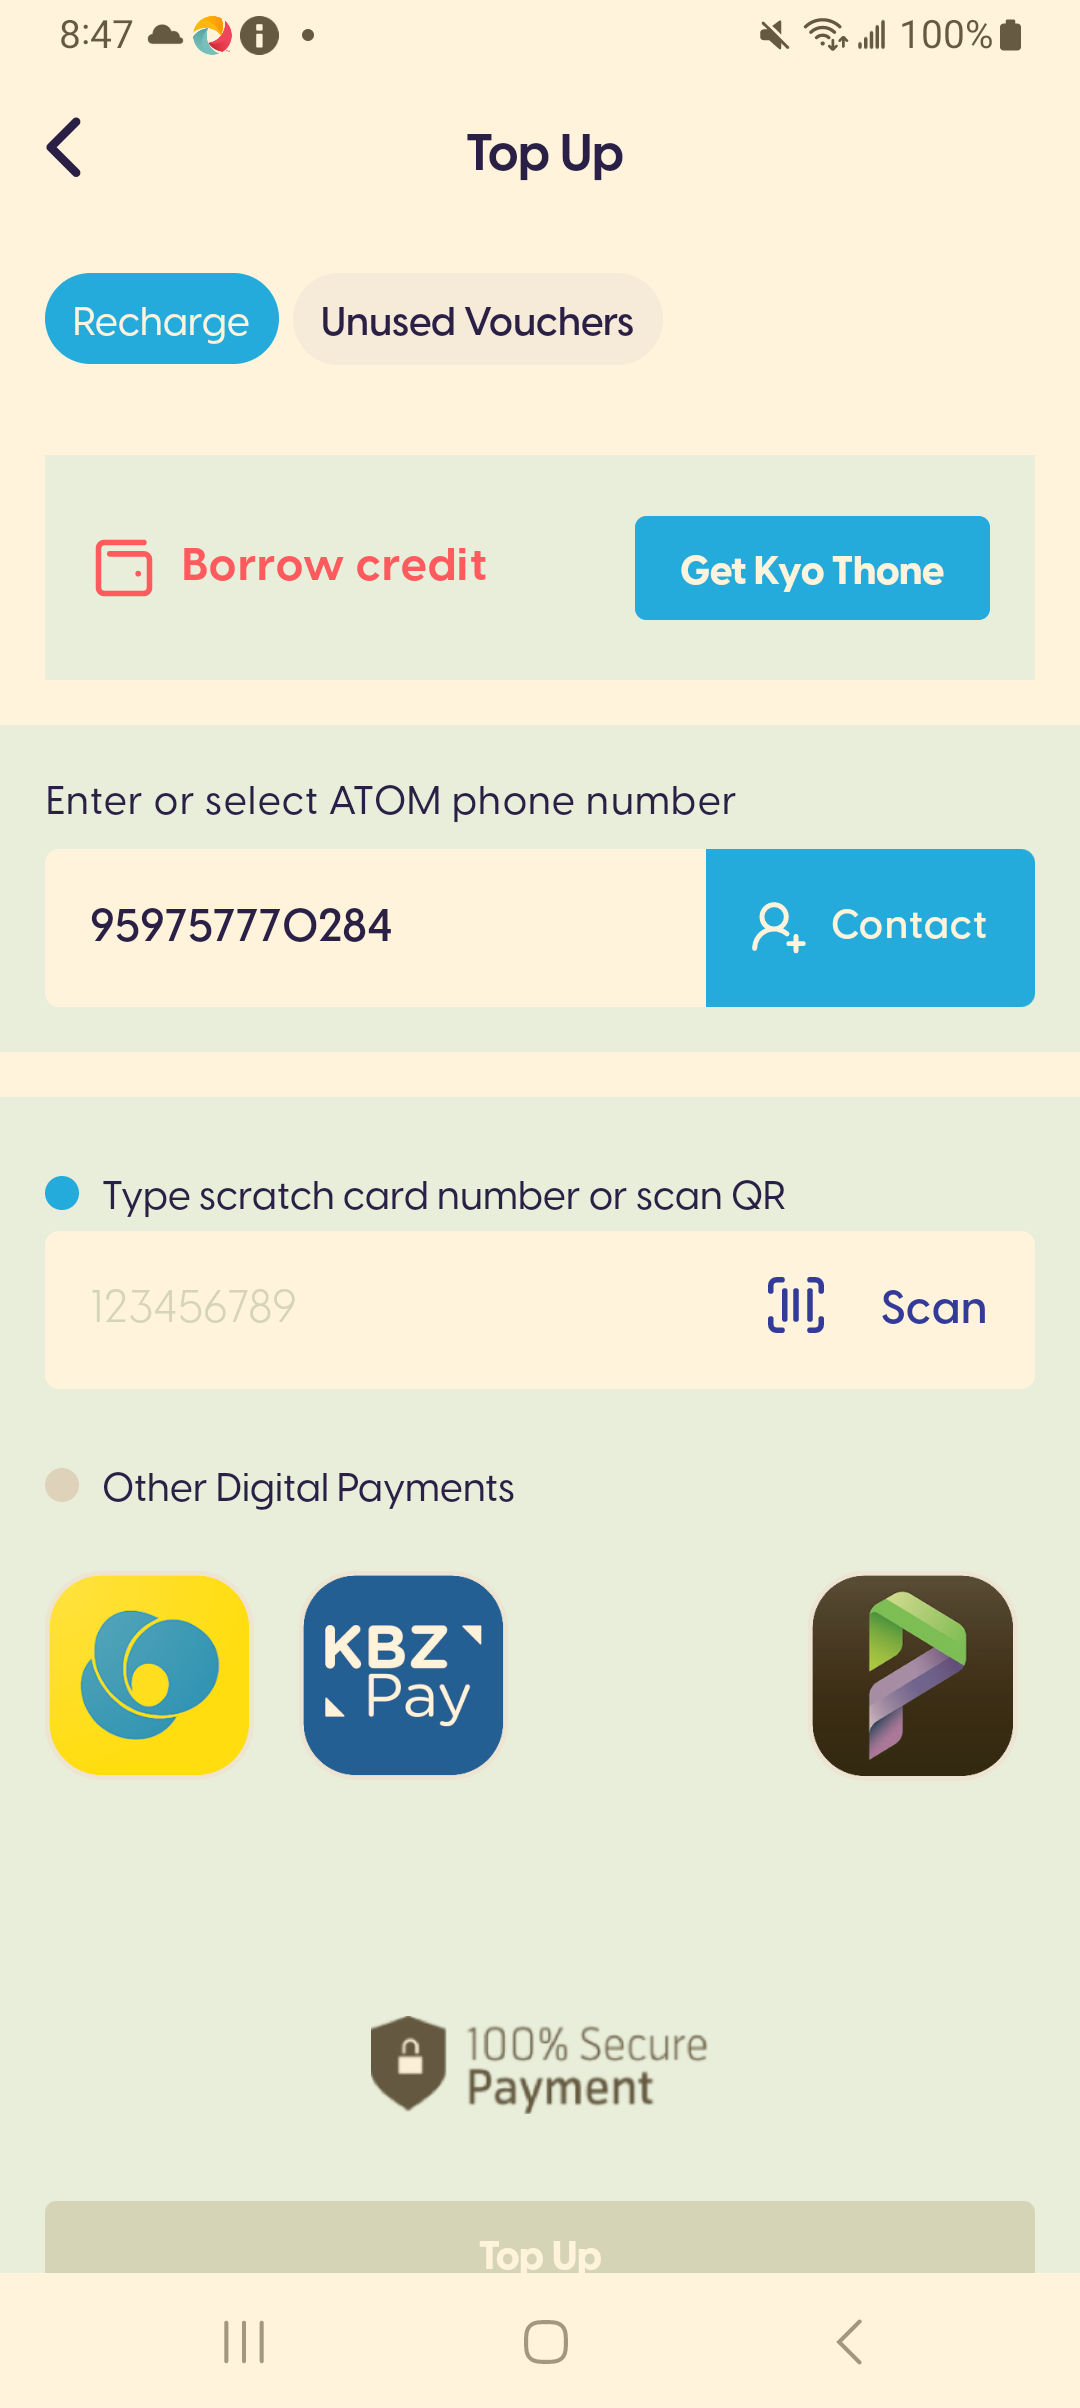 8:47
100%
Top Up
Recharge
Unused Vouchers
Borrow credit
Get Kyo Thone
Enter or select ATOM phone number
959757770284
Contact
Type scratch card number or scan QR
123456789
Scan
Other Digital Payments
KBZ
Pay
100% Secure
Payment
Top Up